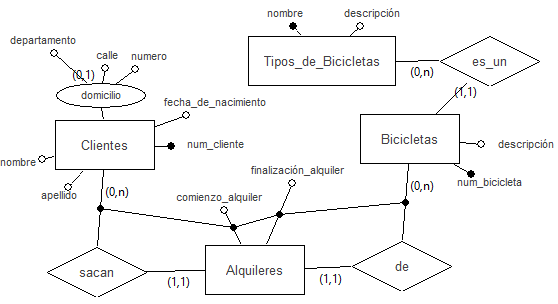 nombre
descripción
departamento
calle
numero
Tipos_de_Bicicletas
es_un
(0,1)
(0,n)
domicilio
(1,1)
fecha_de_nacimiento
Clientes
num_cliente
Bicicletas
descripción
nombre
finalización_alquiler
apellido
(0,n)
comienzo_alquiler
(0,n)
num_bicicleta
sacan
(1,1)
Alquileres
(1,1)
de